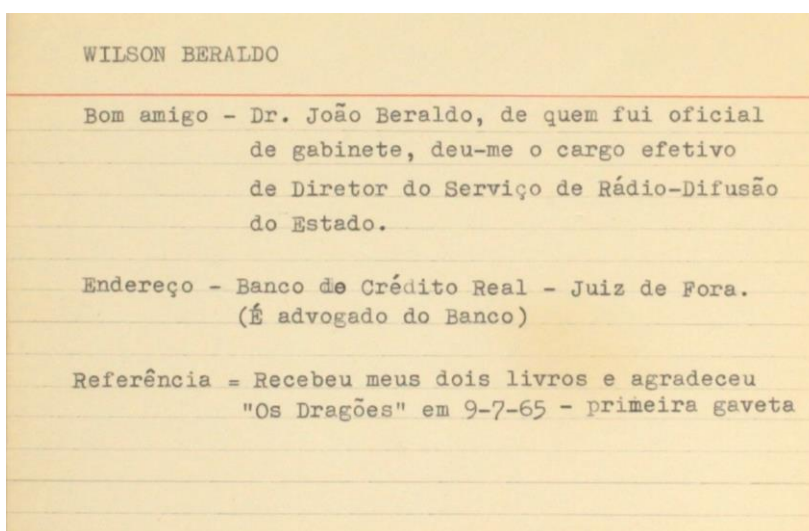 WILSON BERALDO
Bom amigo - Dr. João Beraldo, de quem fui oficial
de gabinete, deu-me o cargo efetivo
de Diretor do Serviço de Rádio-Difusão
do Estado.
Endereço - Banco de Crédito Real - Juiz de Fora.
(É advogado do Banco)
Referência = Recebeu meus dois livros e agradeceu
"Os Dragões" em 9-7-65 - primeira gaveta